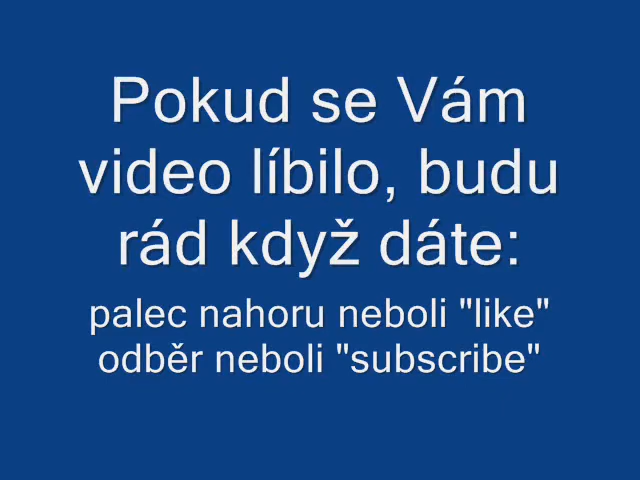 Pokud se Vám
video líbilo, budu
rád když dáte:
palec nahoru neboli "like"
odběr neboli "subscribe"